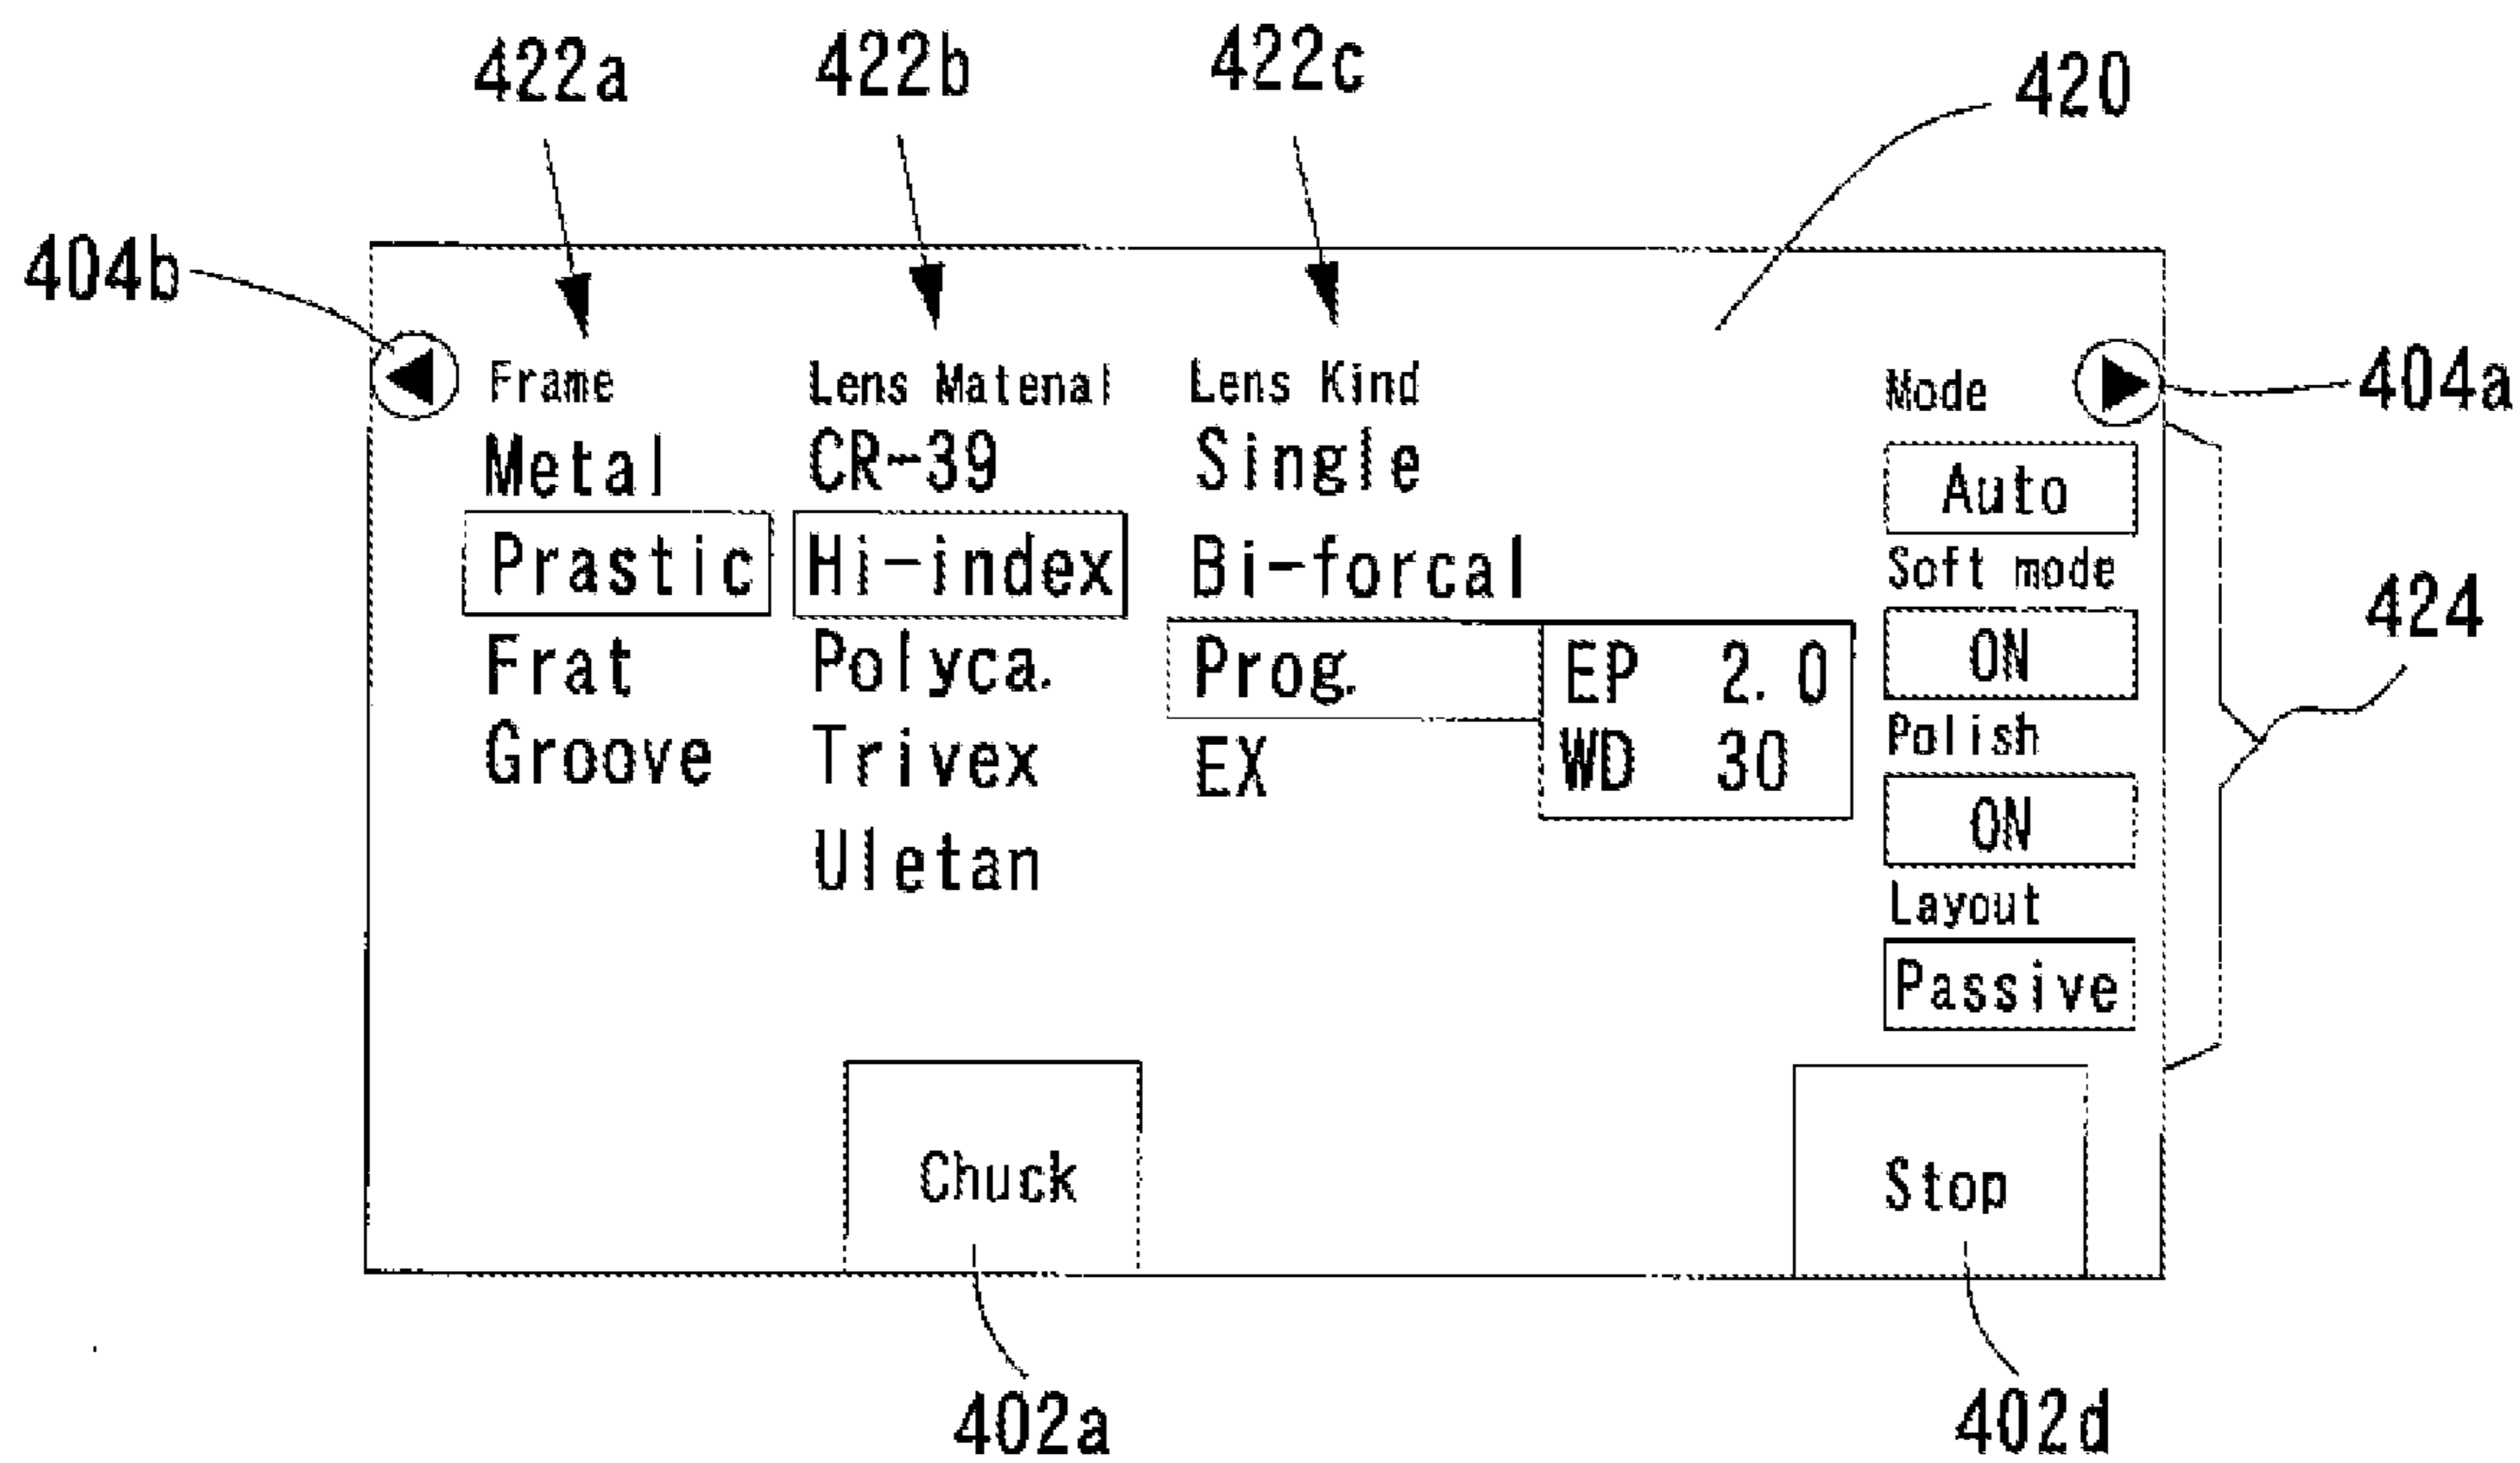 422a 422b 422c 420
404b 404a
Frame Lens Matenal Lens Kind Mode
Metal CR-39 Single Auto
Prastic Hi-index Bi-forcal Soft mode
Frat Polyca. Prog. EP 2.0 ON 424
Groove Trivex EX WD 30 Polish
Uletan ON
Layout
Passive
Chuck Stop
402a 402d